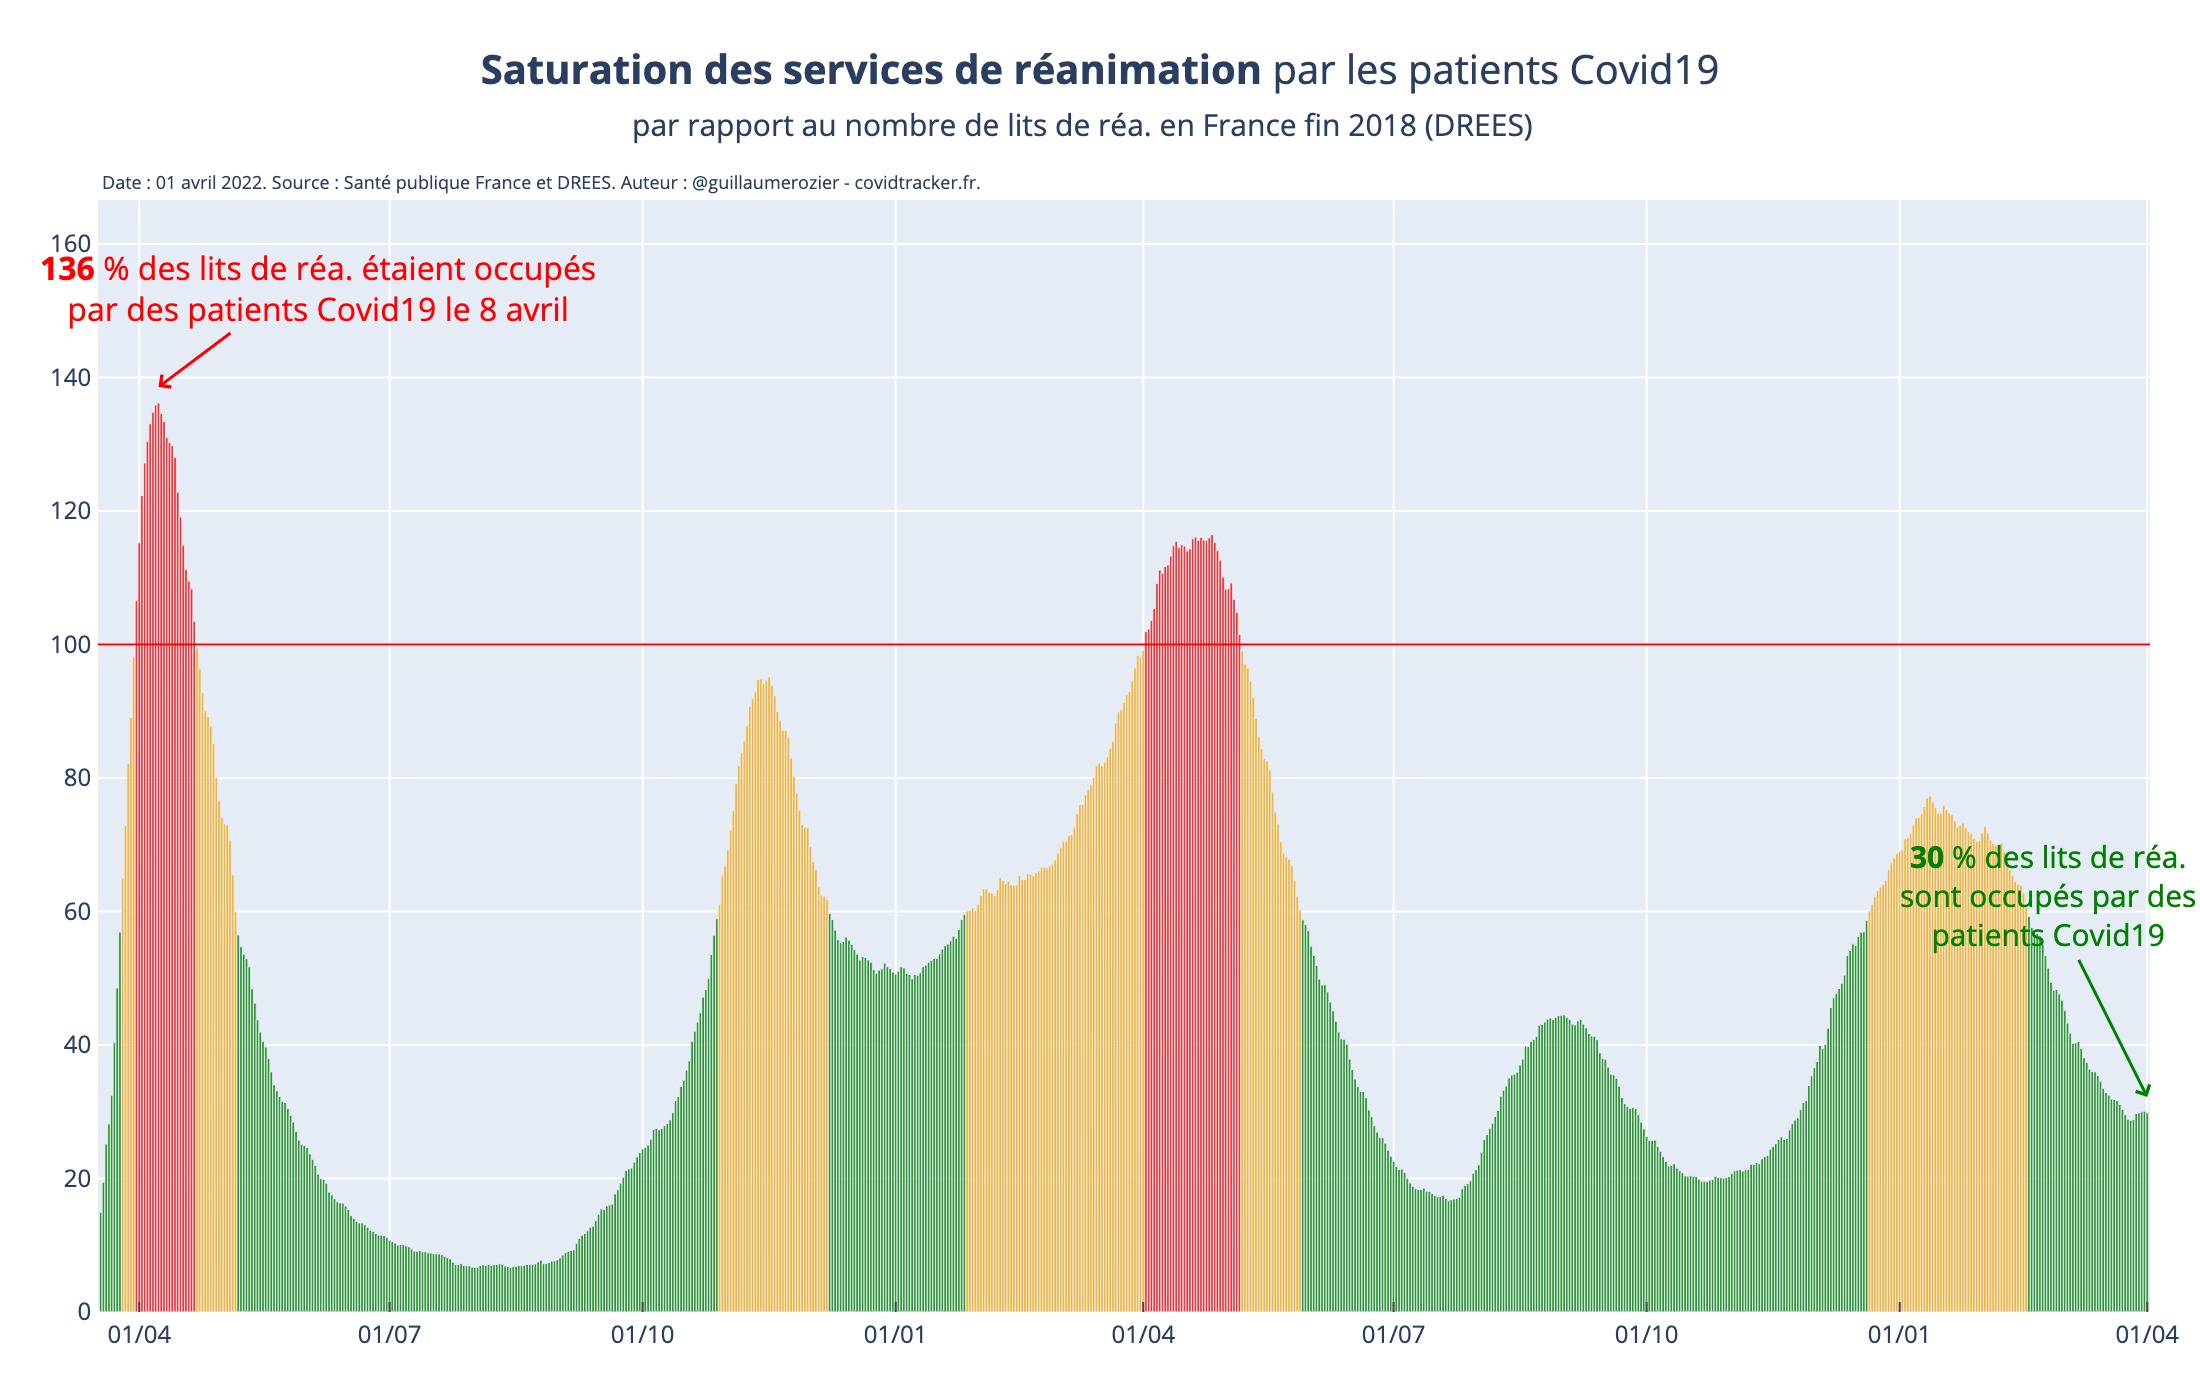 Saturation des services de réanimation par les patients Covid19
par rapport au nombre de lits de réa. en France fin 2018 (DREES)
Date : 01 avril 2022. Source : Santé publique France et DREES. Auteur : @guillaumerozier - covidtracker.fr.
160
136 % des lits de réa. étaient occupés
par des patients Covid19 le 8 avril
140
120
100
80
30 % des lits de réa.
sont occupés par des
patients Covid19
60
40
20
0
01/04 01/07 01/10 01/01 01/04 01/07 01/10 01/01 01/04